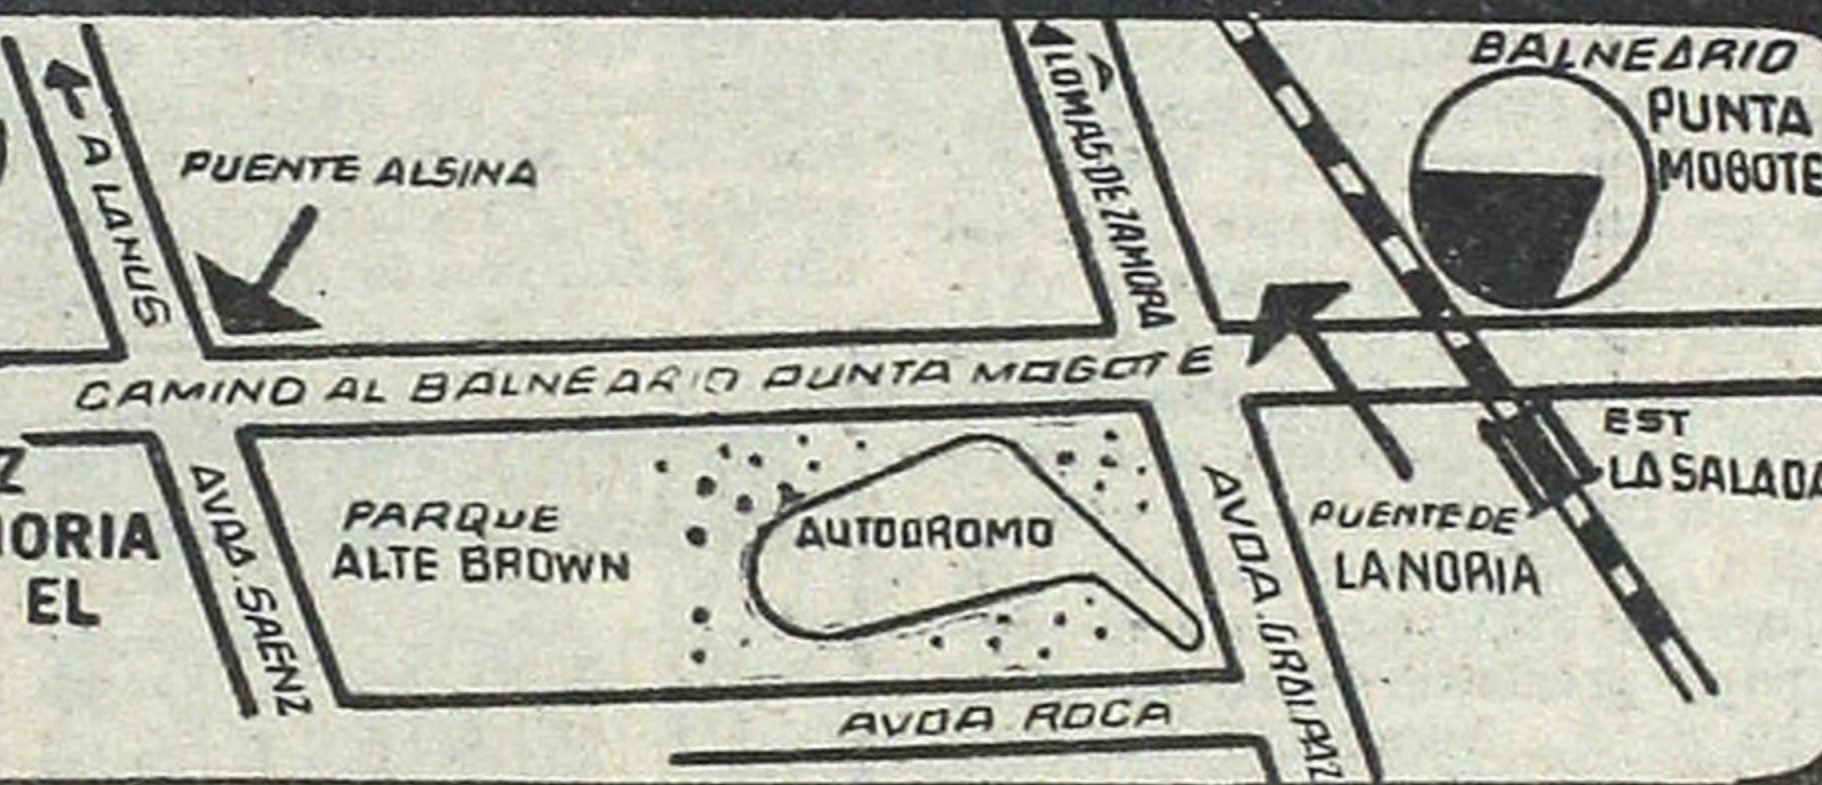 BALNEARIO
PUNTA
MOGOTE
A LANUS
PUENTE ALSINA
A LOMAS DE ZAMORA
CAMINO AL BALNEARIO PUNTA MOGOTE
EST
LA SALADA
Z
NORIA
EL
AVDA. SAENZ
PARQUE
ALTE BROWN
AUTODROMO
AVDA. GRAL PAZ
PUENTE DE
LA NORIA
AVDA ROCA